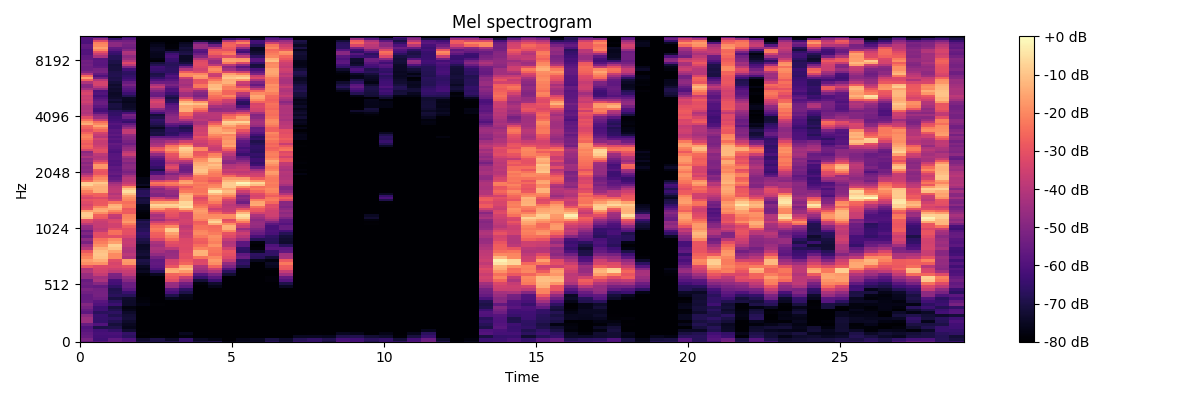 Mel spectrogram
Hz
8192
4096
2048
1024
512
0
0 5 10 15 20 25
Time
+0 dB
-10 dB
-20 dB
-30 dB
-40 dB
-50 dB
-60 dB
-70 dB
-80 dB